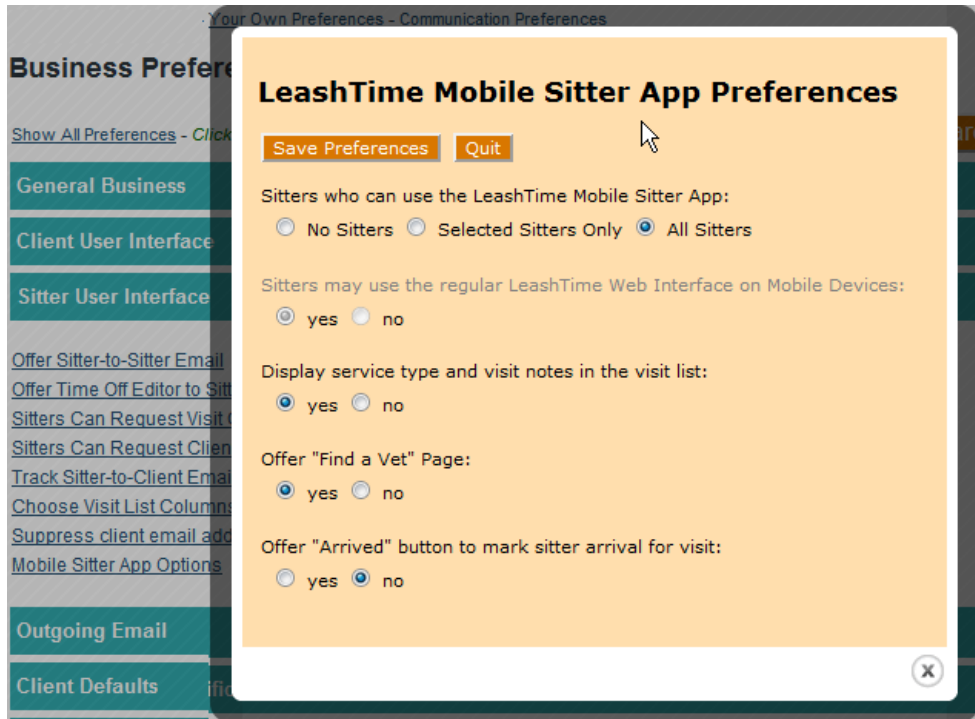 Your Own Preferences - Communication Preferences
Business Prefere
Show All Preferences - Click
General Business
Client User Interface
Sitter User Interface
Offer Sitter-to-Sitter Email
Offer Time Off Editor to Sitt
Sitters Can Request Visit C
Sitters Can Request Clien
Track Sitter-to-Client Emai
Choose Visit List Columns
Suppress client email add
Mobile Sitter App Options
Outgoing Email
Client Defaults
LeashTime Mobile Sitter App Preferences
Save Preferences Quit
Sitters who can use the LeashTime Mobile Sitter App:
No Sitters Selected Sitters Only All Sitters
Sitters may use the regular LeashTime Web Interface on Mobile Devices:
yes no
Display service type and visit notes in the visit list:
yes no
Offer "Find a Vet" Page:
yes no
Offer "Arrived" button to mark sitter arrival for visit:
yes no
x